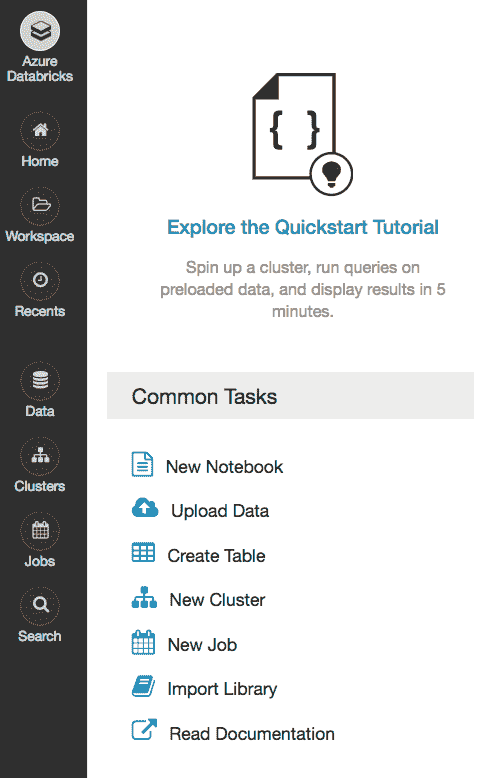 Azure
Databricks
Home
Workspace
Recents
Data
Clusters
Jobs
Search
{ }
Explore the Quickstart Tutorial
Spin up a cluster, run queries on
preloaded data, and display results in 5
minutes.
Common Tasks
New Notebook
Upload Data
Create Table
New Cluster
New Job
Import Library
Read Documentation